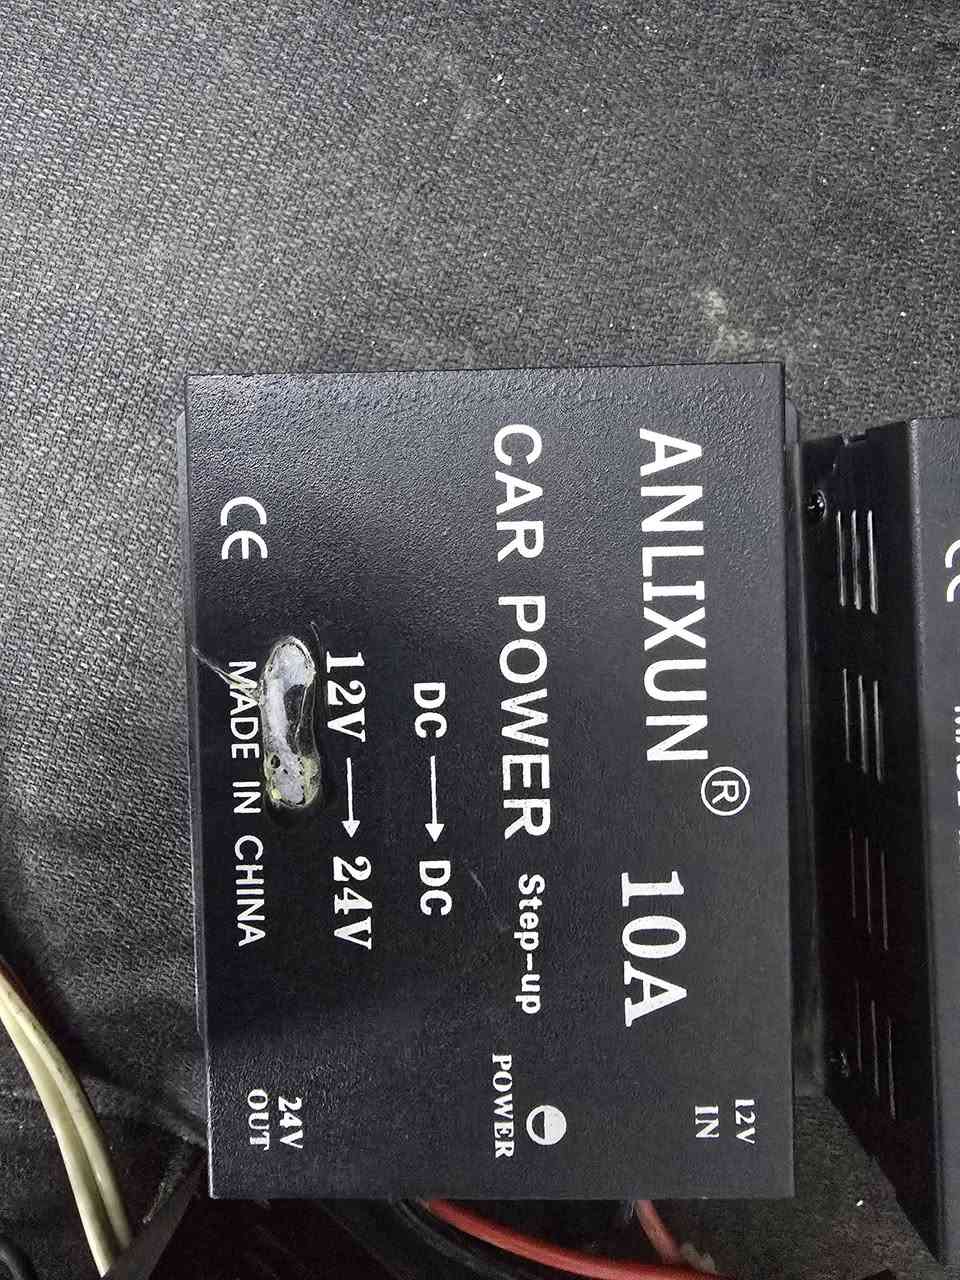 ANLIXUN ® 10A
CAR POWER Step-up
DC → DC
12V → 24V
CE MADE IN CHINA
12V
IN
POWER
24V
OUT